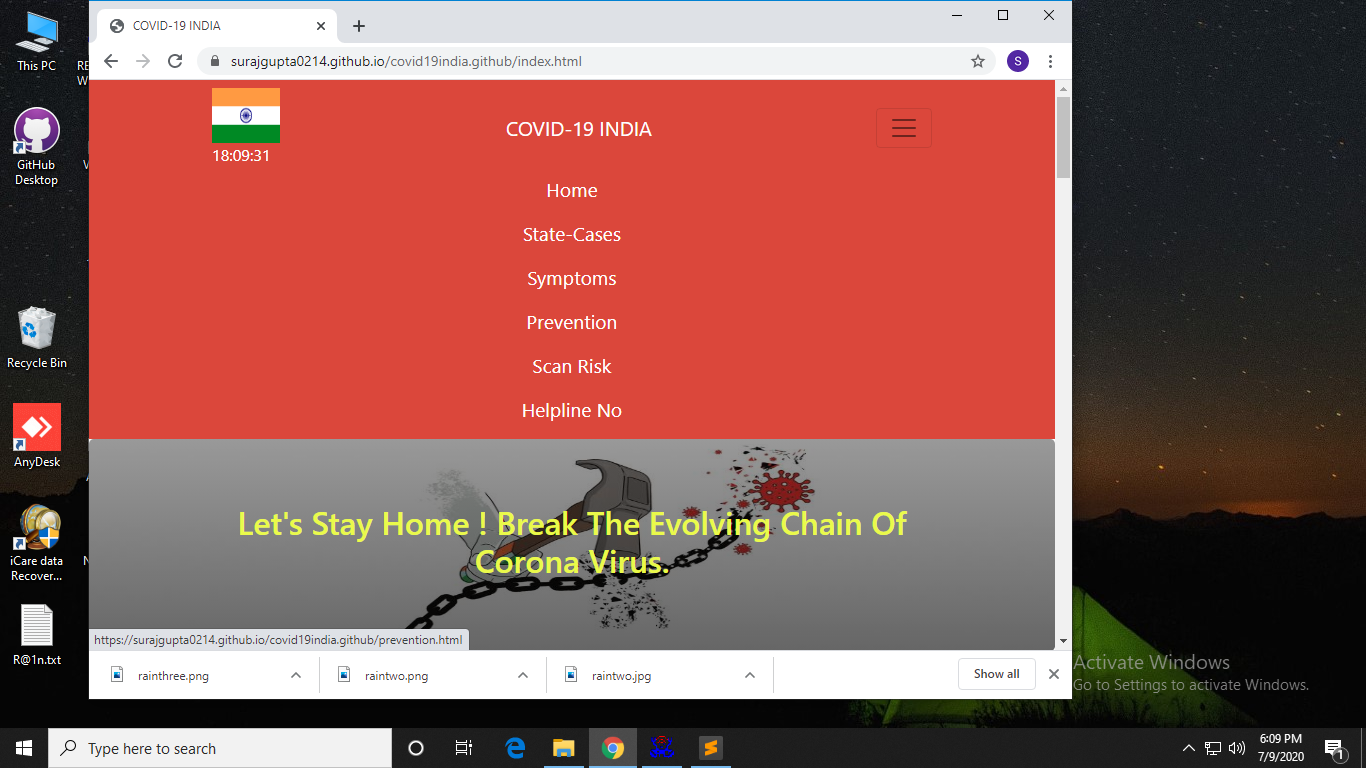 COVID-19 INDIA
surajgupta0214.github.io/covid19india.github/index.html
S
This PC
RE
W
GitHub
Desktop
Recycle Bin
AnyDesk
iCare data
Recover...
R@1n.txt
COVID-19 INDIA
18:09:31
Home
State-Cases
Symptoms
Prevention
Scan Risk
Helpline No
Let's Stay Home ! Break The Evolving Chain Of
Corona Virus.
https://surajgupta0214.github.io/covid19india.github/prevention.html
rainthree.png
raintwo.png
raintwo.jpg
Show all
Activate Windows
Go to Settings to activate Windows.
Type here to search
6:09 PM
7/9/2020
1